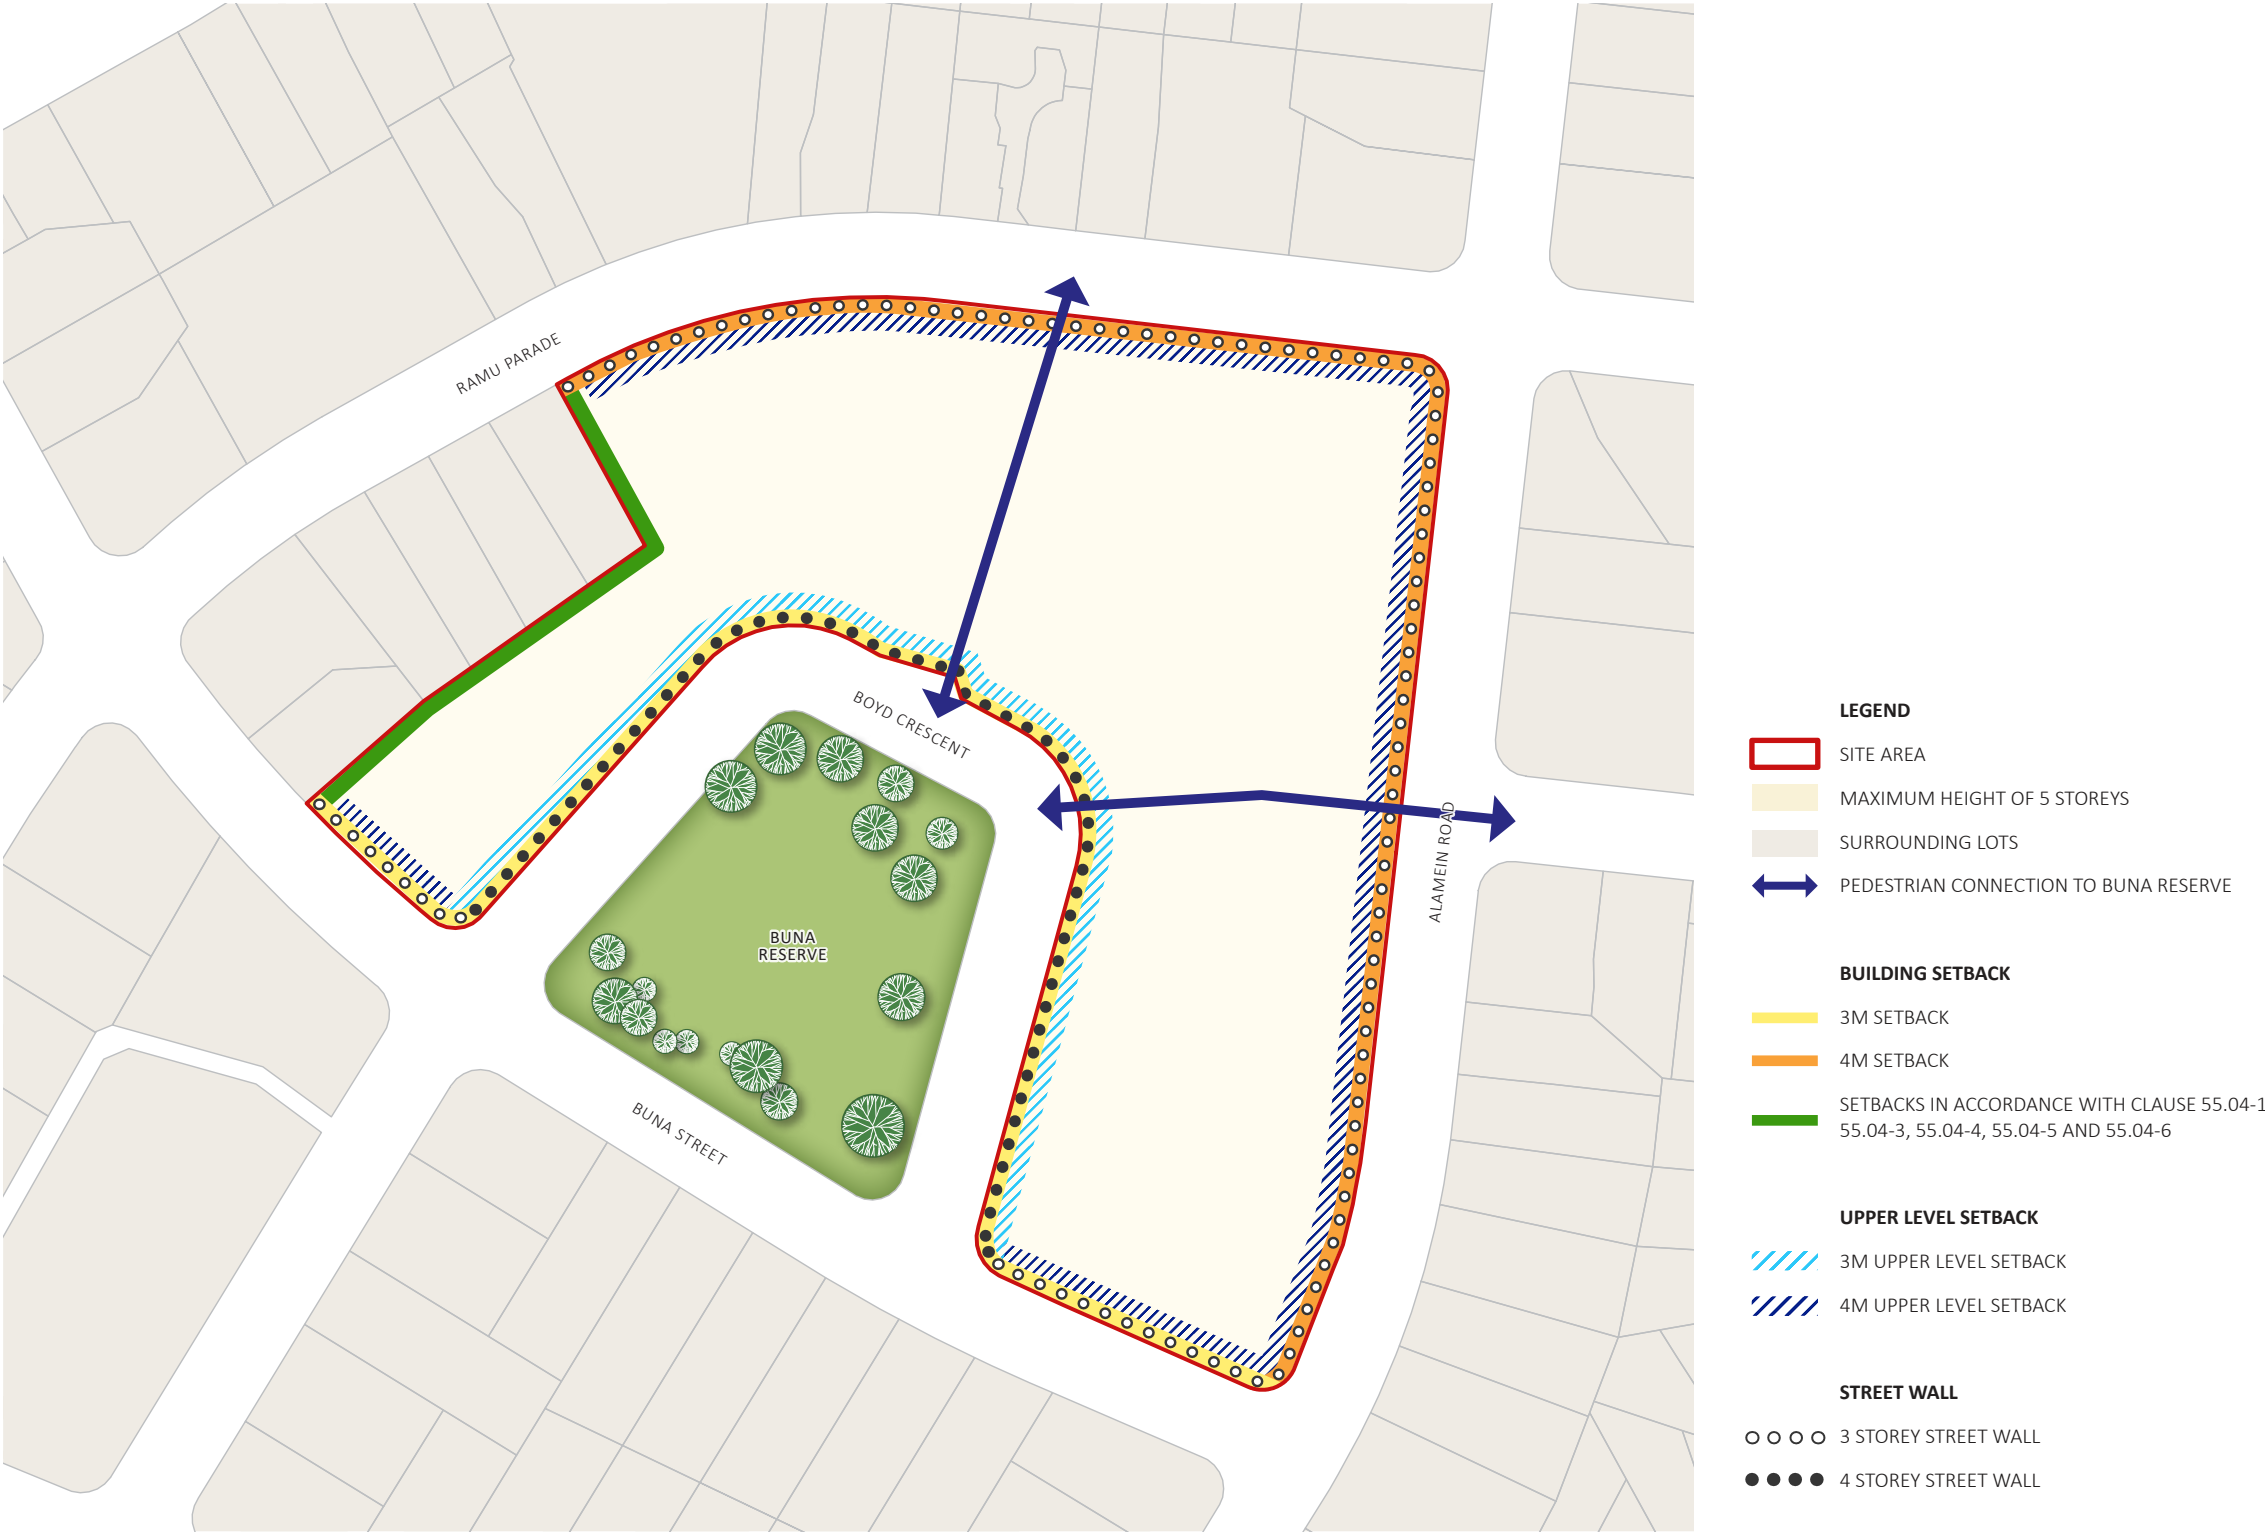 RAMU PARADE
BOYD CRESCENT
ALAMEIN ROAD
BUNA
RESERVE
BUNA STREET
LEGEND
SITE AREA
MAXIMUM HEIGHT OF 5 STOREYS
SURROUNDING LOTS
PEDESTRIAN CONNECTION TO BUNA RESERVE
BUILDING SETBACK
3M SETBACK
4M SETBACK
SETBACKS IN ACCORDANCE WITH CLAUSE 55.04-1
55.04-3, 55.04-4, 55.04-5 AND 55.04-6
UPPER LEVEL SETBACK
3M UPPER LEVEL SETBACK
4M UPPER LEVEL SETBACK
STREET WALL
3 STOREY STREET WALL
4 STOREY STREET WALL